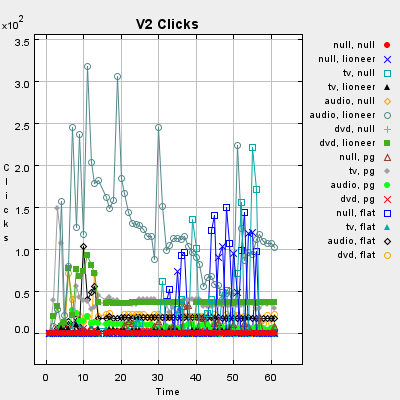 V2 Clicks
x10²
3.5
3.0
2.5
2.0
1.5
1.0
0.5
0.0
Clicks
0 10 20 30 40 50 60
Time
null, null
null, lioneer
tv, null
tv, lioneer
audio, null
audio, lioneer
dvd, null
dvd, lioneer
null, pg
tv, pg
audio, pg
dvd, pg
null, flat
tv, flat
audio, flat
dvd, flat